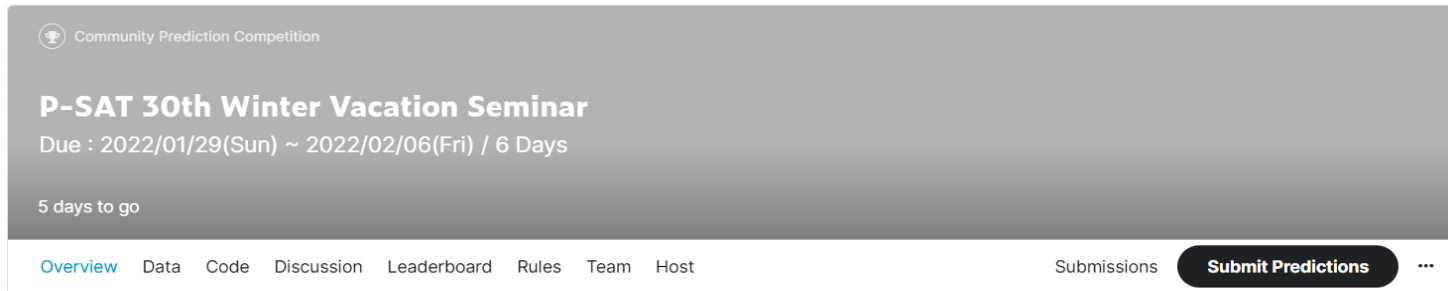 Community Prediction Competition
P-SAT 30th Winter Vacation Seminar
Due : 2022/01/29(Sun) ~ 2022/02/06(Fri) / 6 Days
5 days to go
Overview Data Code Discussion Leaderboard Rules Team Host Submissions Submit Predictions ...